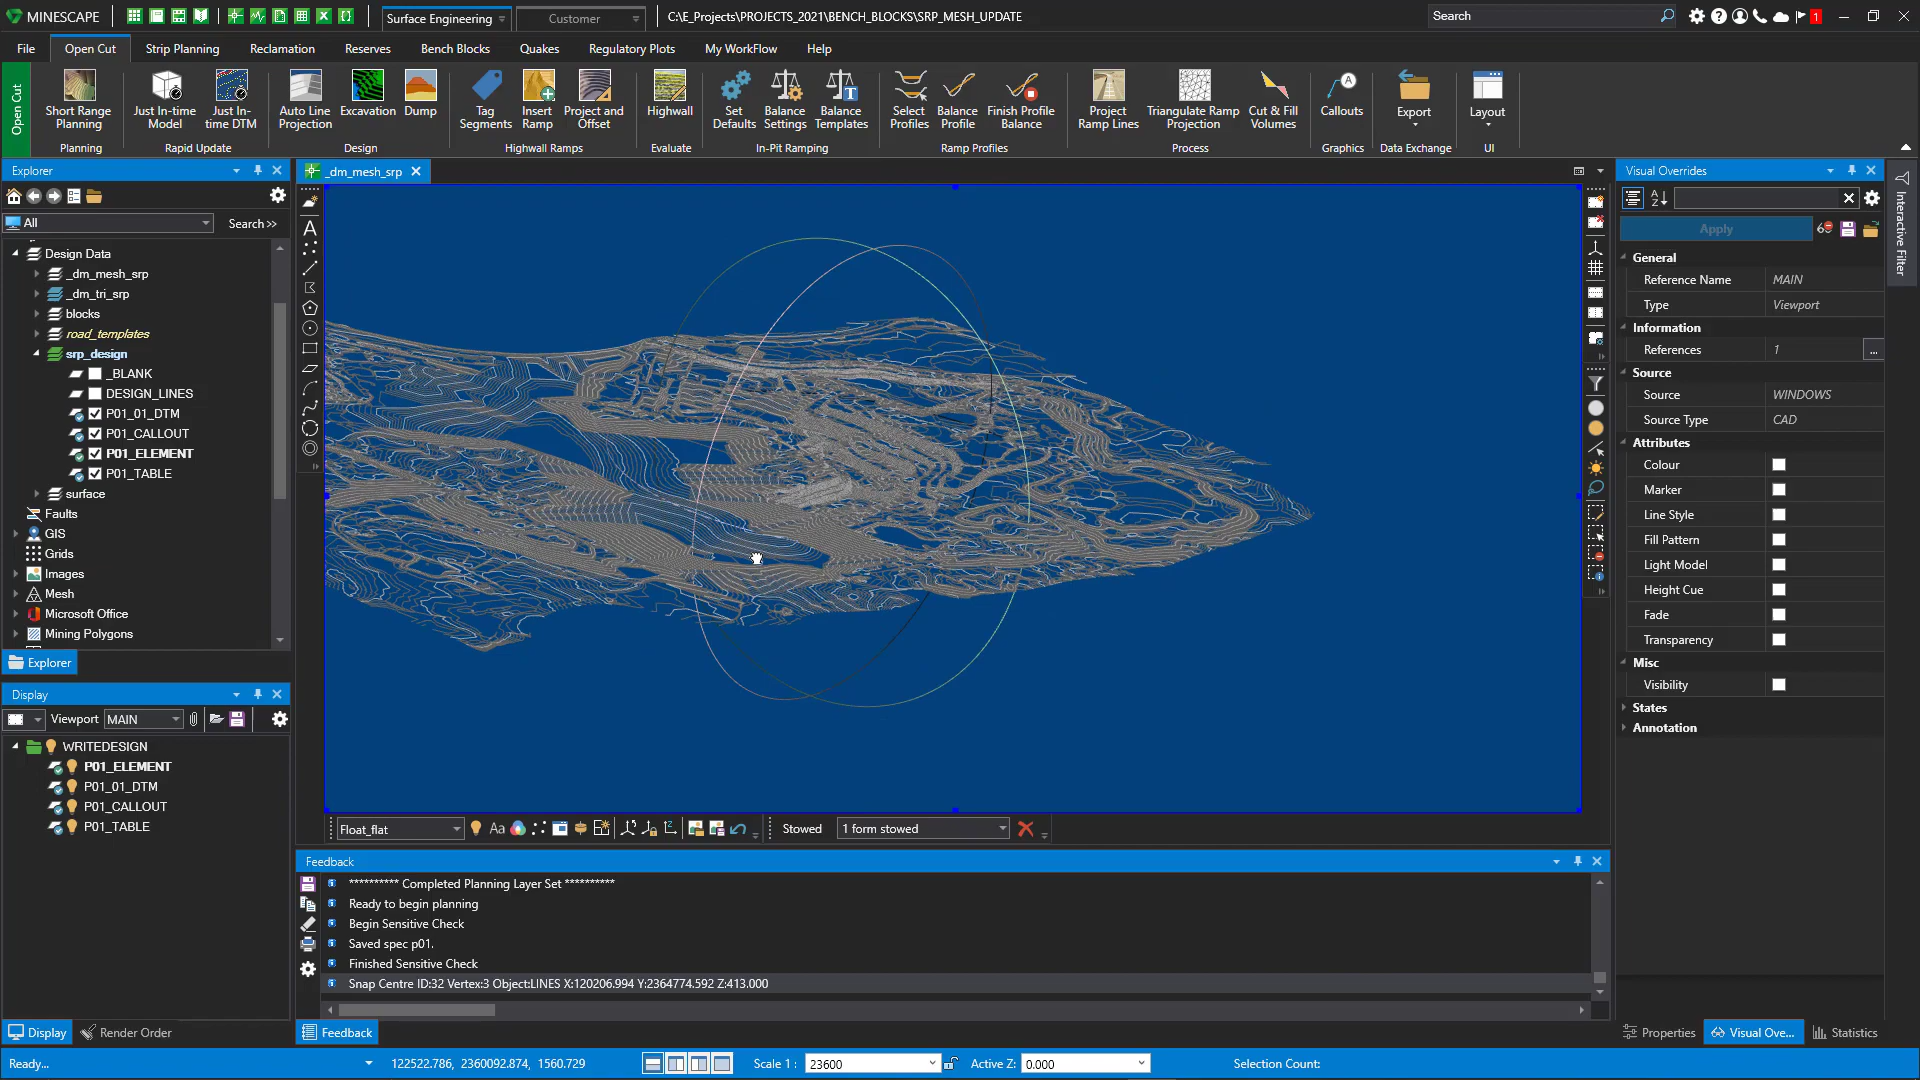 MINESCAPE
Surface Engineering
Customer
C:\E_Projects\PROJECTS_2021\BENCH_BLOCKS\SRP_MESH_UPDATE
Search
1
File
Open Cut
Strip Planning
Reclamation
Reserves
Bench Blocks
Quakes
Regulatory Plots
My WorkFlow
Help
Open Cut
Short Range Planning
Just In-time Model
Just In-time DTM
Auto Line Projection
Excavation
Dump
Tag Segments
Insert Ramp
Project and Offset
Highwall
Set Defaults
Balance Settings
Balance Templates
Select Profiles
Balance Profile
Finish Profile Balance
Project Ramp Lines
Triangulate Ramp Projection
Cut & Fill Volumes
Callouts
Export
Layout
Planning
Rapid Update
Design
Highwall Ramps
Evaluate
In-Pit Ramping
Ramp Profiles
Process
Graphics
Data Exchange
UI
Explorer
All
Search>>
Design Data
_dm_mesh_srp
_dm_tri_srp
blocks
road_templates
srp_design
_BLANK
DESIGN_LINES
P01_01_DTM
P01_CALLOUT
P01_ELEMENT
P01_TABLE
surface
Faults
GIS
Grids
Images
Mesh
Microsoft Office
Mining Polygons
Explorer
Display
Viewport
MAIN
WRITEDESIGN
P01_ELEMENT
P01_01_DTM
P01_CALLOUT
P01_TABLE
Display
Render Order
_dm_mesh_srp
Float_flat
Aa
Stowed
1 form stowed
Feedback
********** Completed Planning Layer Set **********
Ready to begin planning
Begin Sensitive Check
Saved spec p01.
Finished Sensitive Check
Snap Centre ID:32 Vertex:3 Object:LINES X:120206.994 Y:2364774.592 Z:413.000
Feedback
Visual Overrides
Apply
General
Reference Name
MAIN
Type
Viewport
Information
References
1
...
Source
Source
WINDOWS
Source Type
CAD
Attributes
Colour
Marker
Line Style
Fill Pattern
Light Model
Height Cue
Fade
Transparency
Misc
Visibility
States
Annotation
Interactive Filter
Properties
Visual Ove...
Statistics
Ready...
122522.786, 2360092.874, 1560.729
Scale 1 :
23600
Active Z:
0.000
Selection Count: